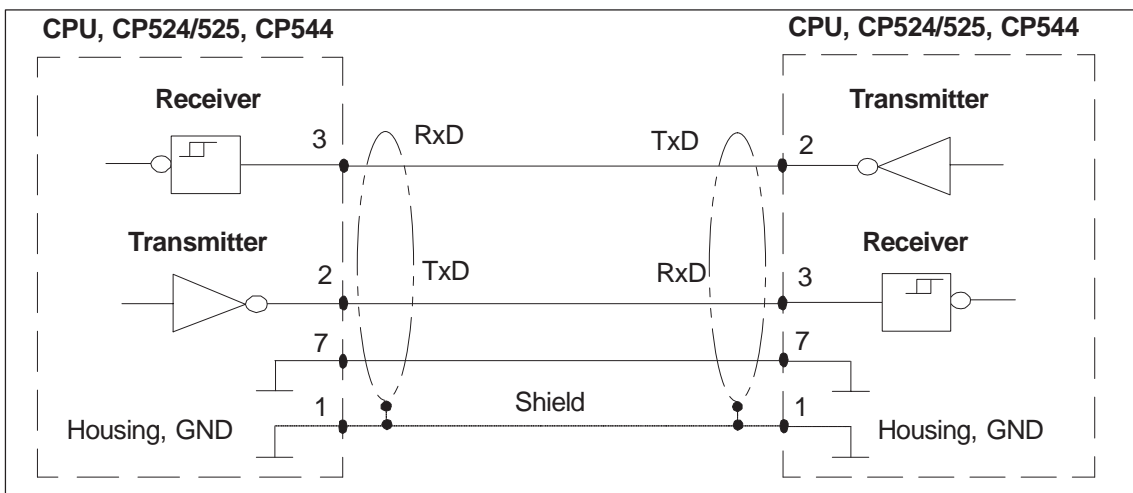 CPU, CP524/525, CP544
CPU, CP524/525, CP544
Receiver
Transmitter
3
RxD
TxD
2
Transmitter
Receiver
2
TxD
RxD
3
7
7
1
Shield
1
Housing, GND
Housing, GND